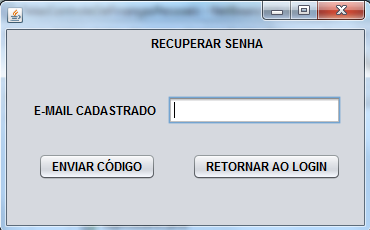 RECUPERAR SENHA
E-MAIL CADASTRADO
ENVIAR CÓDIGO RETORNAR AO LOGIN